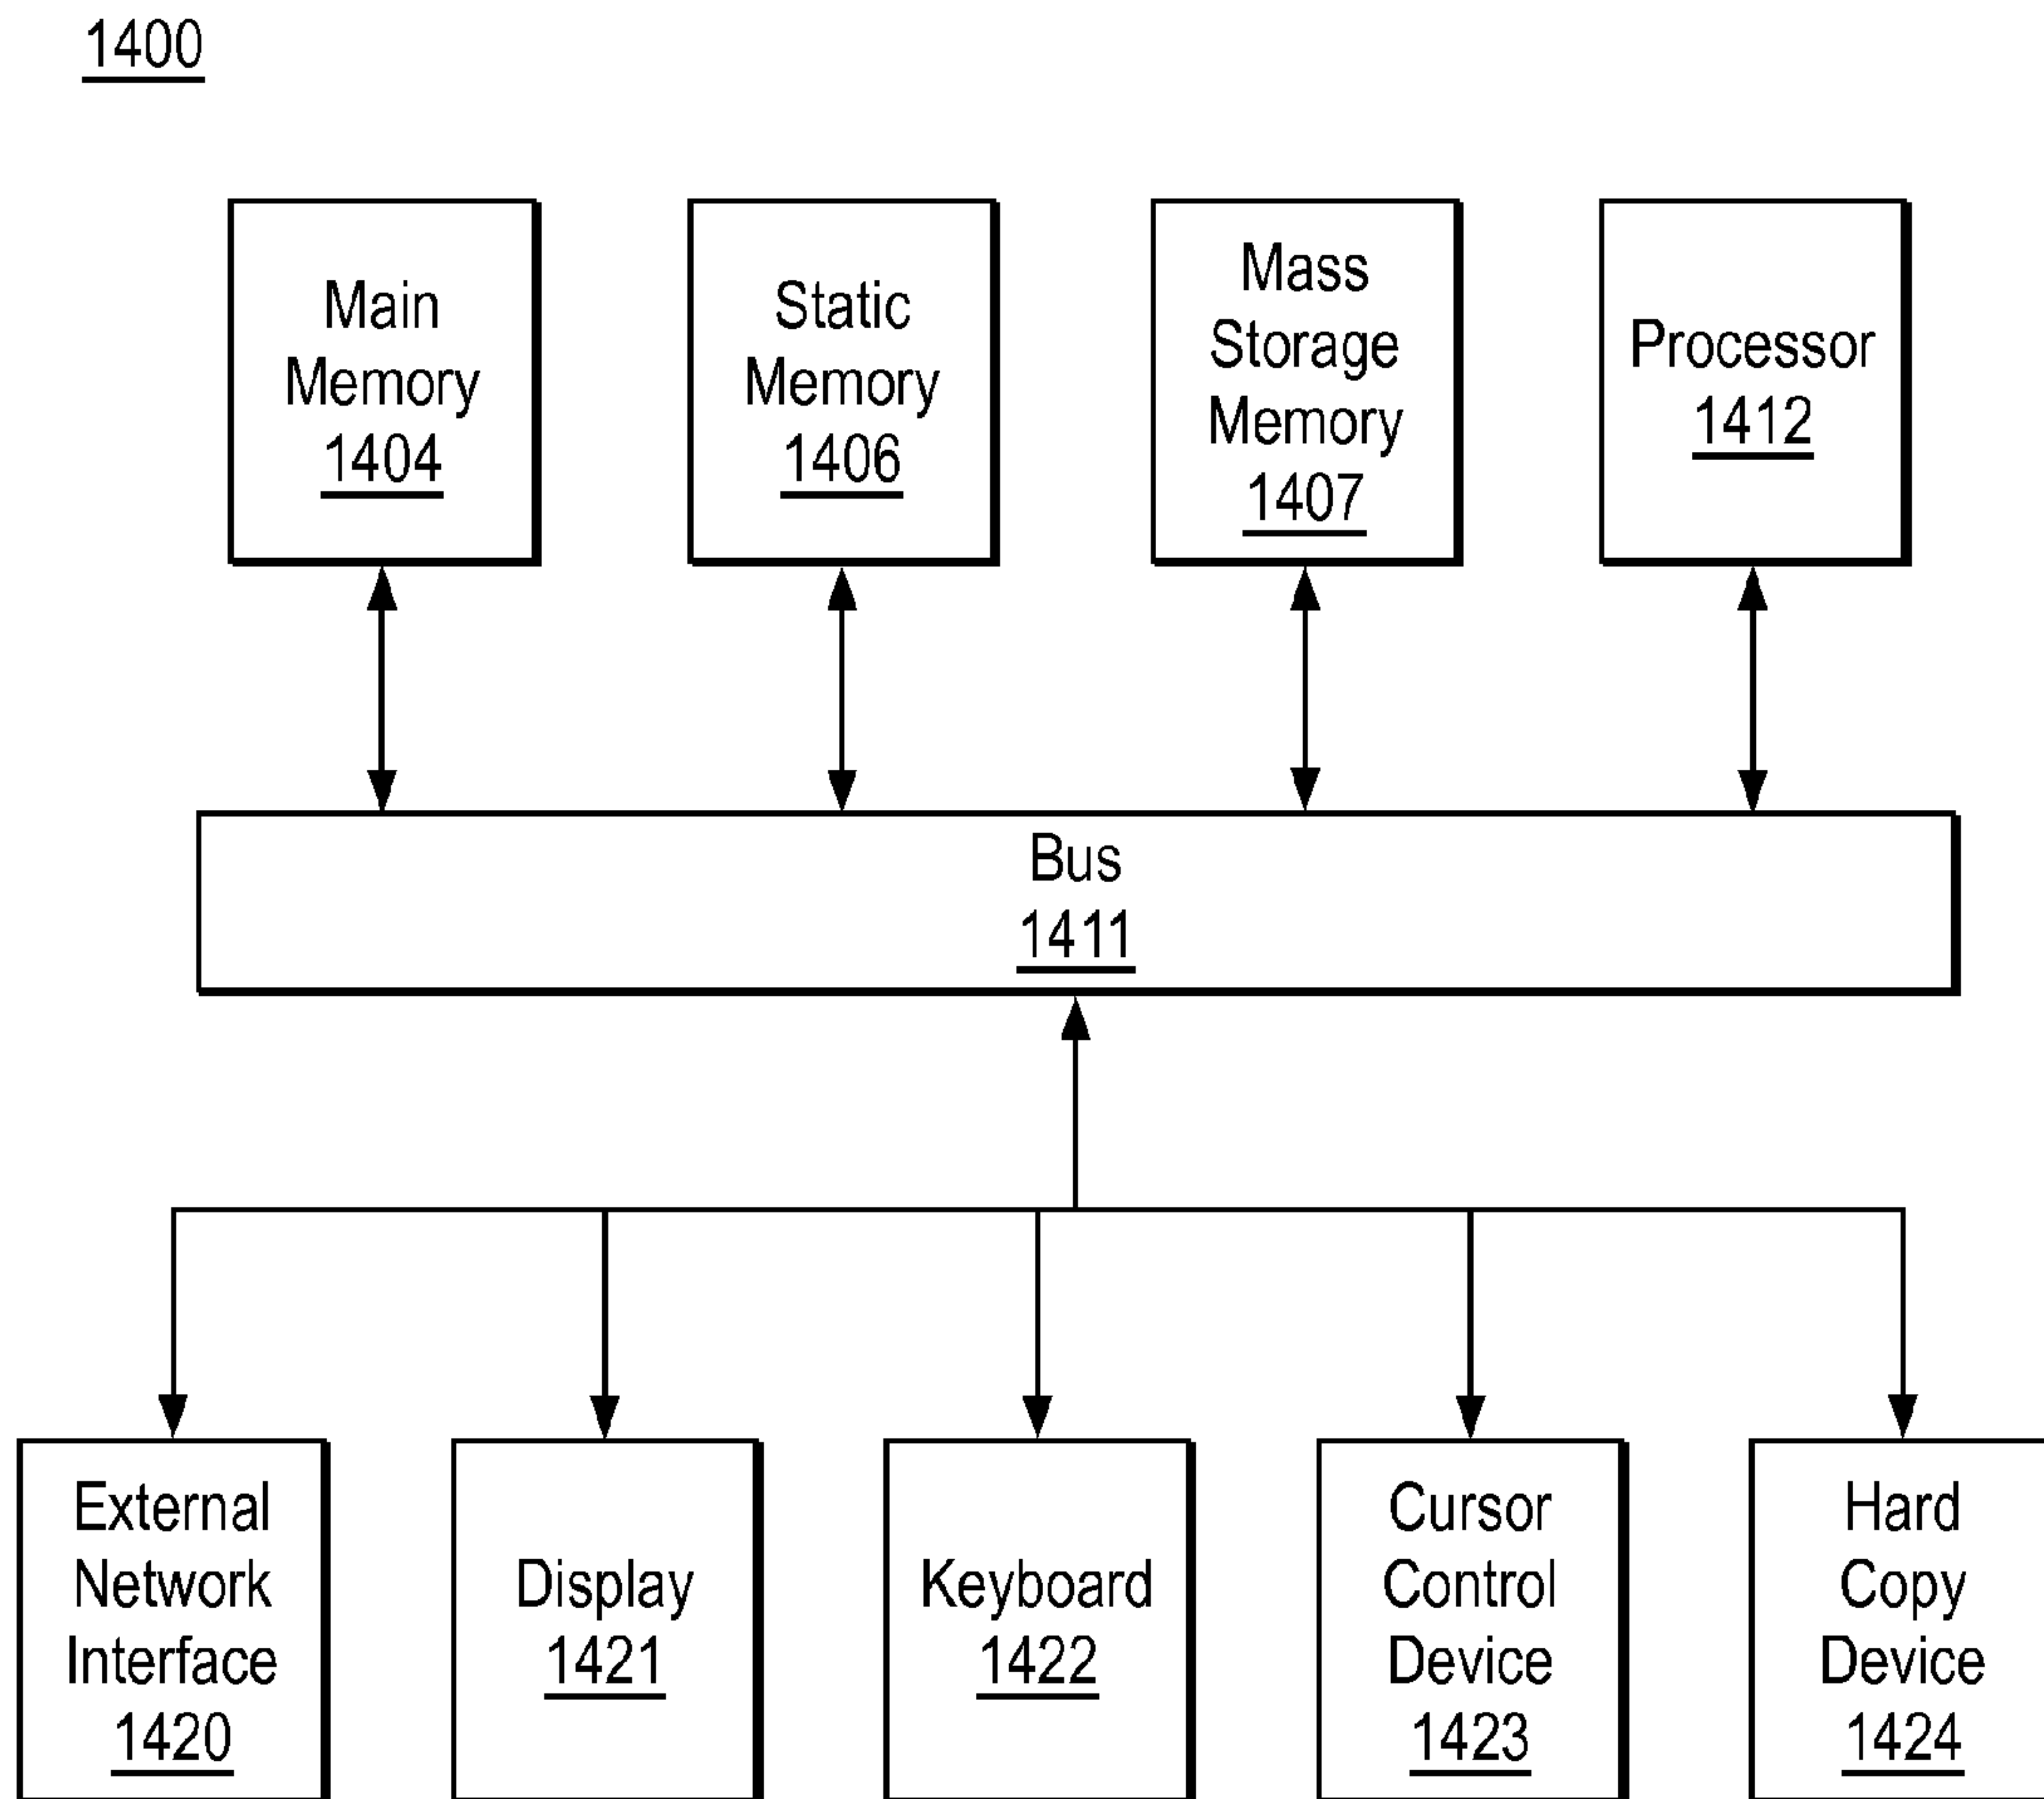 1400
Main
Memory
1404
Static
Memory
1406
Mass
Storage
Memory
1407
Processor
1412
Bus
1411
External
Network
Interface
1420
Display
1421
Keyboard
1422
Cursor
Control
Device
1423
Hard
Copy
Device
1424